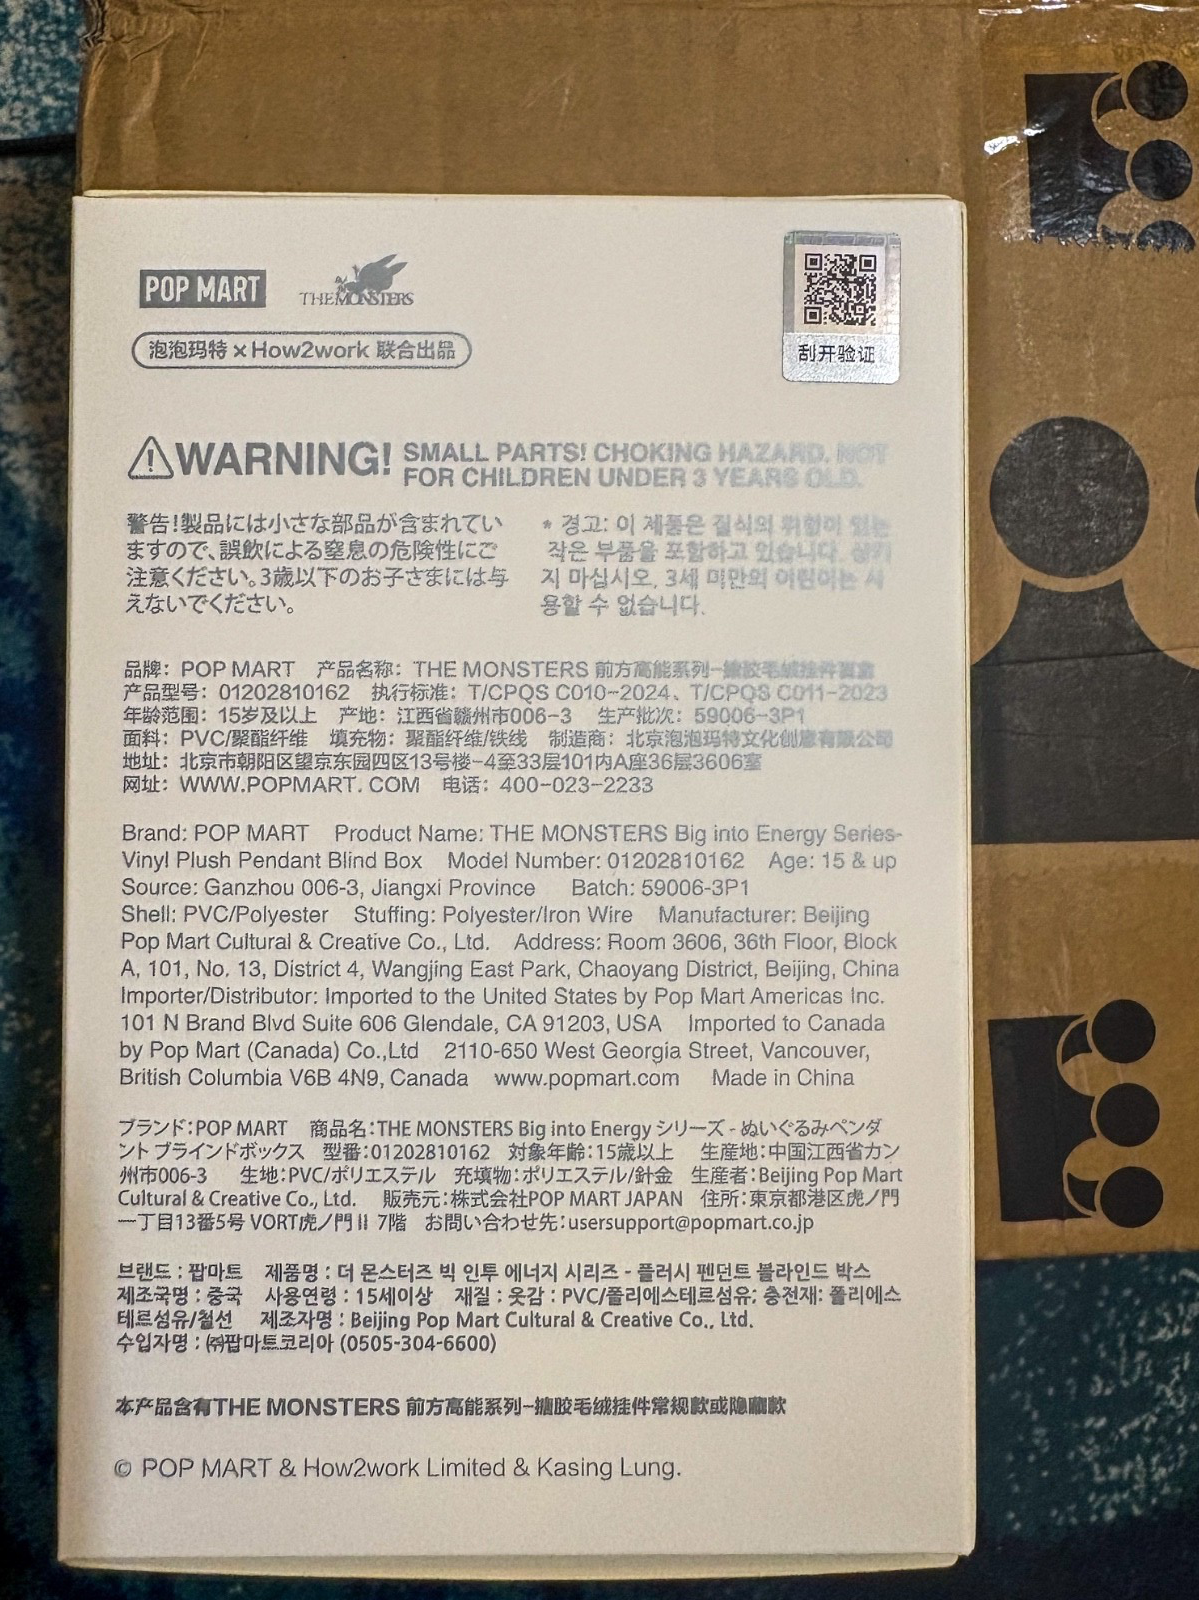 POP MART
THE MONSTERS
泡泡玛特×How2work 联合出品
刮开验证
WARNING! SMALL PARTS! CHOKING HAZARD. NOT
FOR CHILDREN UNDER 3 YEARS OLD.
警告!製品には小さな部品が含まれてい
ますので、誤飲による窒息の危険性にご
注意ください。3歳以下のお子さまには与
えないでください。
* 경고: 이 제품은 질식의 위험이 있는
작은 부품을 포함하고 있습니다. 삼키
지 마십시오. 3세 미만의 어린이는 사
용할 수 없습니다.
品牌: POP MART 产品名称: THE MONSTERS 前方高能系列-搪胶毛绒挂件盲盒
产品型号: 01202810162 执行标准: T/CPQS C010-2024、T/CPQS C011-2023
年龄范围: 15岁及以上 产地: 江西省赣州市006-3 生产批次: 59006-3P1
面料: PVC/聚酯纤维 填充物: 聚酯纤维/铁线 制造商: 北京泡泡玛特文化创意有限公司
地址: 北京市朝阳区望京东园四区13号楼-4至33层101内A座36层3606室
网址: WWW.POPMART. COM 电话: 400-023-2233
Brand: POP MART Product Name: THE MONSTERS Big into Energy Series-
Vinyl Plush Pendant Blind Box Model Number: 01202810162 Age: 15 & up
Source: Ganzhou 006-3, Jiangxi Province Batch: 59006-3P1
Shell: PVC/Polyester Stuffing: Polyester/Iron Wire Manufacturer: Beijing
Pop Mart Cultural & Creative Co., Ltd. Address: Room 3606, 36th Floor, Block
A, 101, No. 13, District 4, Wangjing East Park, Chaoyang District, Beijing, China
Importer/Distributor: Imported to the United States by Pop Mart Americas Inc.
101 N Brand Blvd Suite 606 Glendale, CA 91203, USA Imported to Canada
by Pop Mart (Canada) Co.,Ltd 2110-650 West Georgia Street, Vancouver,
British Columbia V6B 4N9, Canada www.popmart.com Made in China
ブランド:POP MART 商品名:THE MONSTERS Big into Energy シリーズ - ぬいぐるみペンダ
ント ブラインドボックス 型番:01202810162 対象年齢:15歳以上 生産地:中国江西省カン
州市006-3 生地:PVC/ポリエステル 充填物:ポリエステル/針金 生産者:Beijing Pop Mart
Cultural & Creative Co., Ltd. 販売元:株式会社POP MART JAPAN 住所:東京都港区虎ノ門
一丁目13番5号 VORT虎ノ門 II 7階 お問い合わせ先:usersupport@popmart.co.jp
브랜드 : 팝마트 제품명 : 더 몬스터즈 빅 인투 에너지 시리즈 - 플러시 펜던트 블라인드 박스
제조국명 : 중국 사용연령 : 15세이상 재질 : 옷감 : PVC/폴리에스테르섬유; 충전재: 폴리에스
테르섬유/철선 제조자명 : Beijing Pop Mart Cultural & Creative Co., Ltd.
수입자명 : ㈜팝마트코리아 (0505-304-6600)
本产品含有THE MONSTERS 前方高能系列-搪胶毛绒挂件常规款或隐藏款
© POP MART & How2work Limited & Kasing Lung.